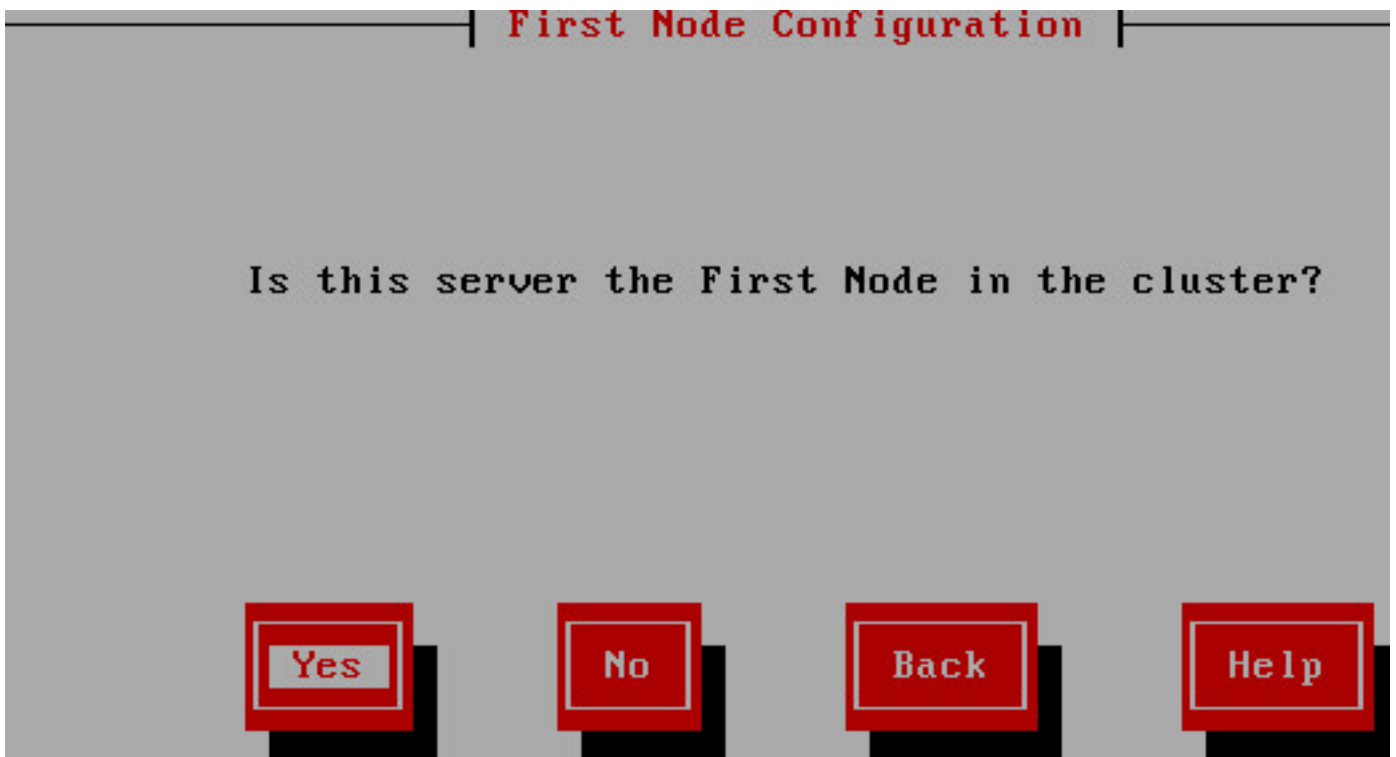 First Node Configuration
Is this server the First Node in the cluster?
Yes No Back Help